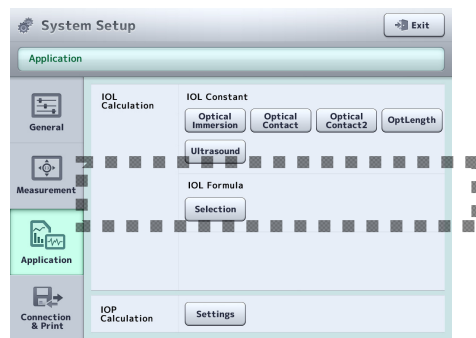 System Setup
Exit
Application
General
Measurement
Application
Connection
& Print
IOL
Calculation
IOL Constant
Optical
Immersion
Optical
Contact
Optical
Contact2
OptLength
Ultrasound
IOL Formula
Selection
IOP
Calculation
Settings